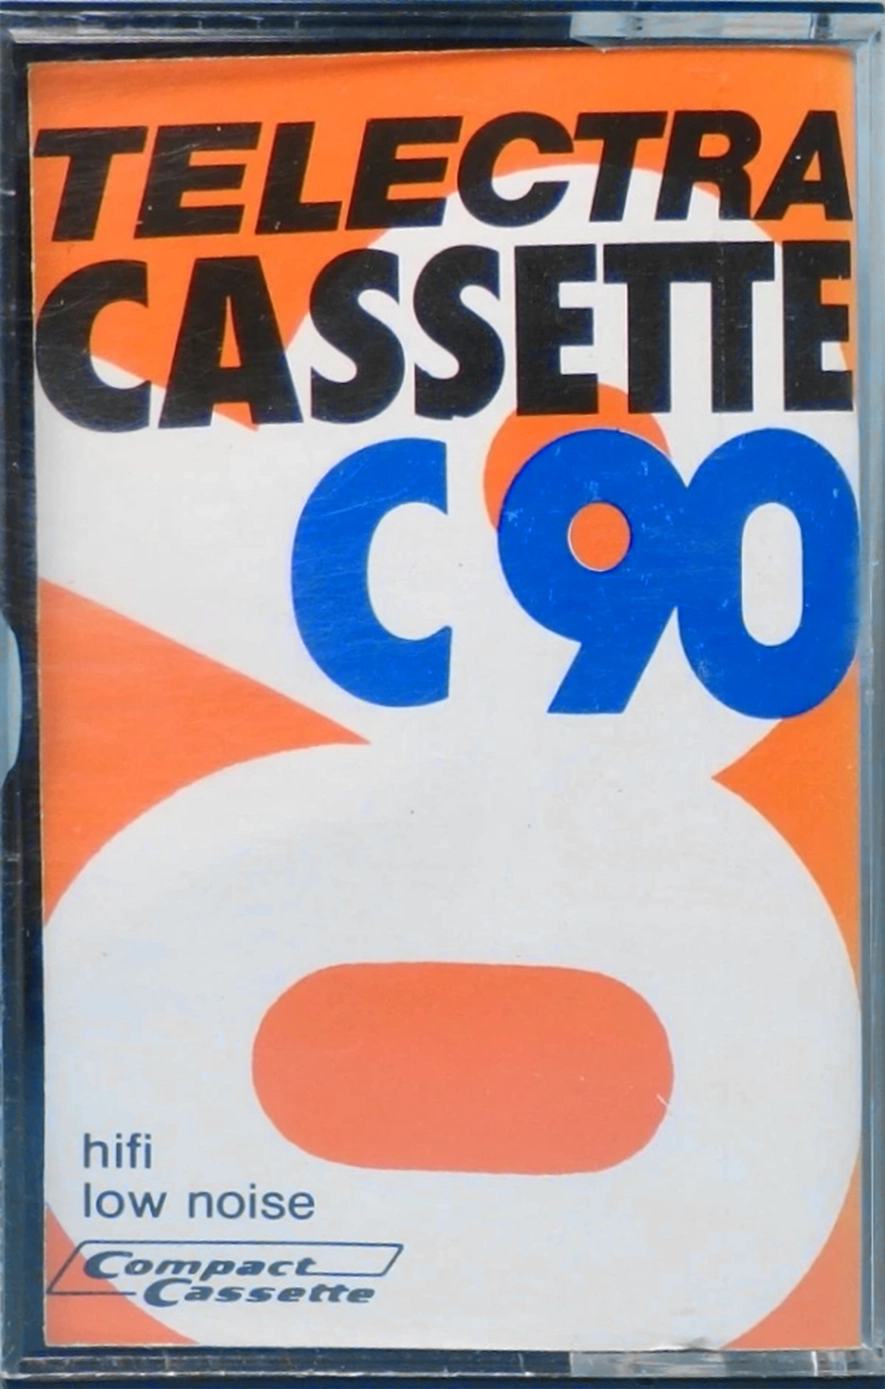 TELECTRA
CASSETTE
C 90
hifi
low noise
Compact
Cassette